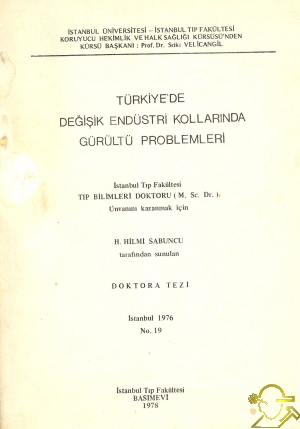 İSTANBUL ÜNİVERSİTESİ – İSTANBUL TIP FAKÜLTESİ
KORUYUCU HEKİMLİK VE HALK SAĞLIĞI KÜRSÜSÜ'NDEN
KÜRSÜ BAŞKANI : Prof. Dr. Sıtkı VELİCANGİL
TÜRKİYE'DE
DEĞİŞİK ENDÜSTRİ KOLLARINDA
GÜRÜLTÜ PROBLEMLERİ
İstanbul Tıp Fakültesi
TIP BİLİMLERİ DOKTORU ( M. Sc. Dr. )
Ünvanını kazanmak için
H. HİLMİ SABUNCU
tarafından sunulan
DOKTORA TEZİ
İstanbul 1976
No. 19
İstanbul Tıp Fakültesi
BASIMEVİ
1978